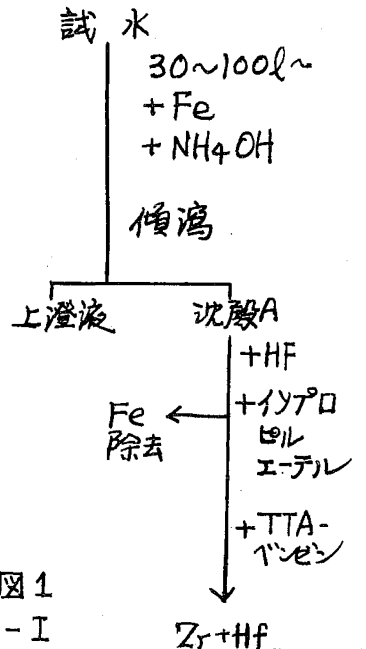 試水
30~100ℓ~
+Fe
+NH4OH
傾瀉
上澄液
沈殿A
+HF
+イソプロ
ピル
エーテル
Fe
除去
+TTA-
ベンゼン
図1
-I
Zr+Hf